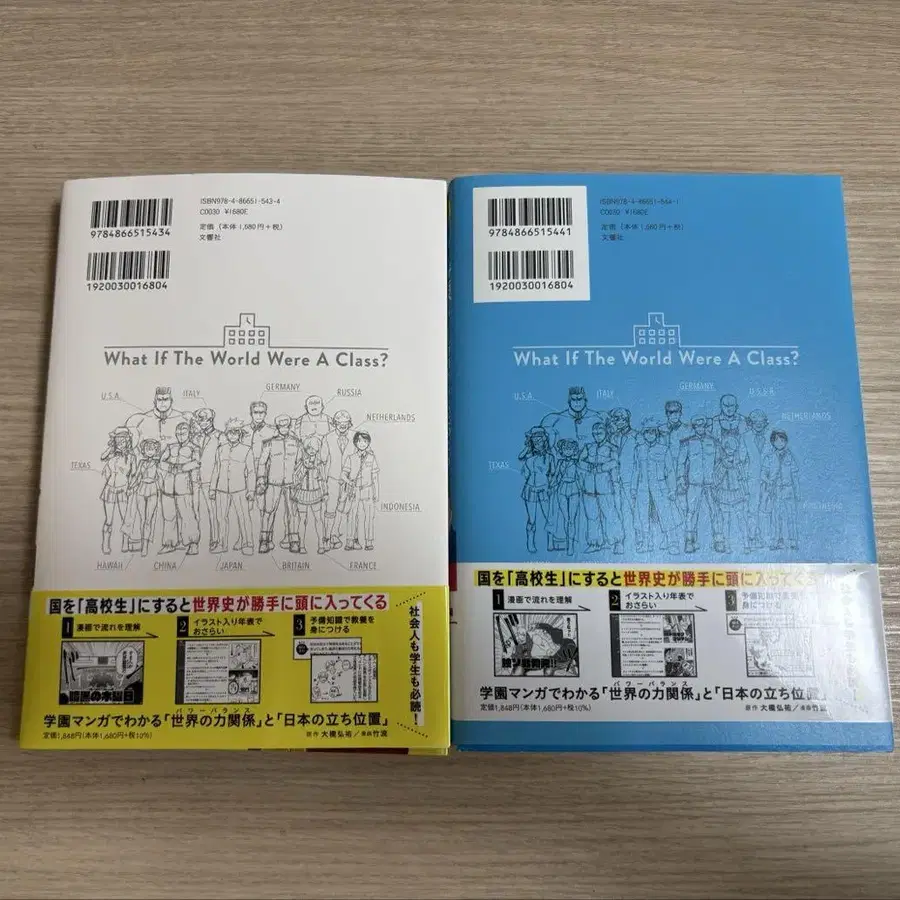 ISBN978-4-86651-543-4
C0030 ¥1680E
定価(本体1,680円+税)
文響社
9784866515434
1920030016804
What If The World Were A Class?
U.S.A.
ITALY
GERMANY
RUSSIA
NETHERLANDS
TEXAS
INDONESIA
HAWAII
CHINA
JAPAN
BRITAIN
FRANCE
国を「高校生」にすると世界史が勝手に頭に入ってくる
1 漫画で流れを理解
2 イラスト入り年表でおさらい
3 予備知識で教養を身につける
社会人も学生も必読!
パワーバランス
学園マンガでわかる「世界の力関係」と「日本の立ち位置」
定価1,848円(本体1,680円+税10%)
原作 大橋弘祐/漫画 竹流
ISBN978-4-86651-544-1
C0030 ¥1680E
定価(本体1,680円+税)
文響社
9784866515441
1920030016804
What If The World Were A Class?
U.S.A.
ITALY
GERMANY
U.S.S.R.
NETHERLANDS
TEXAS
国を「高校生」にすると世界史が勝手に頭に入ってくる
1 漫画で流れを理解
2 イラスト入り年表でおさらい
3 予備知識で
身につける
パワーバランス
学園マンガでわかる「世界の力関係」と「日本の立ち位置」
定価1,848円(本体1,680円+税10%)
原作 大橋弘祐/漫画 竹流